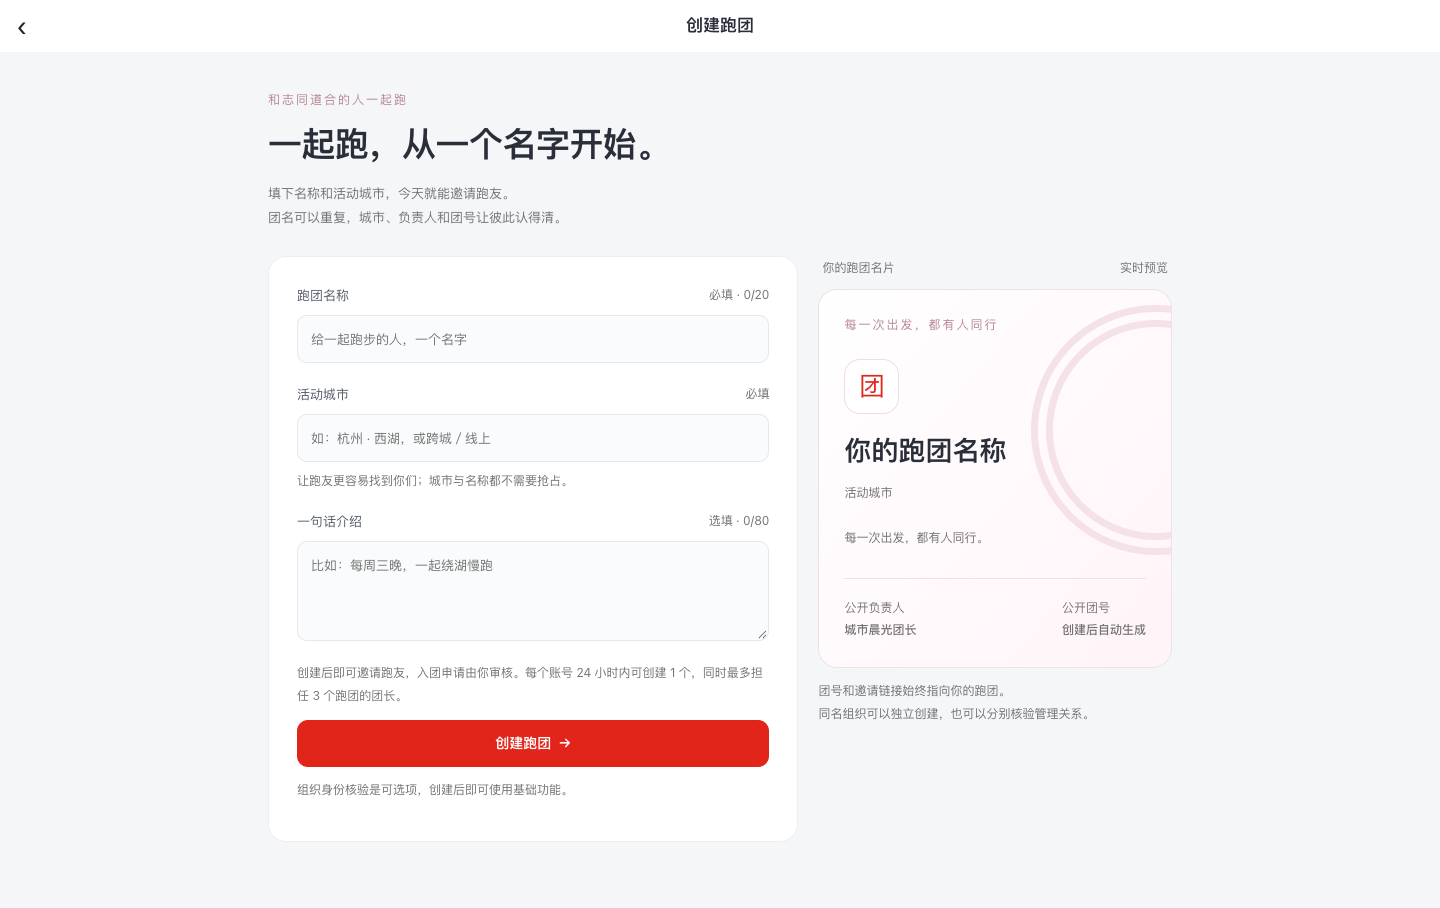 ‹
创建跑团
和志同道合的人一起跑
一起跑，从一个名字开始。
填下名称和活动城市，今天就能邀请跑友。
团名可以重复，城市、负责人和团号让彼此认得清。
跑团名称
必填 · 0/20
给一起跑步的人，一个名字
活动城市
必填
如：杭州 · 西湖，或跨城 / 线上
让跑友更容易找到你们；城市与名称都不需要抢占。
一句话介绍
选填 · 0/80
比如：每周三晚，一起绕湖慢跑
创建后即可邀请跑友，入团申请由你审核。每个账号 24 小时内可创建 1 个，同时最多担
任 3 个跑团的团长。
创建跑团 →
组织身份核验是可选项，创建后即可使用基础功能。
你的跑团名片
实时预览
每一次出发，都有人同行
团
你的跑团名称
活动城市
每一次出发，都有人同行。
公开负责人
公开团号
城市晨光团长
创建后自动生成
团号和邀请链接始终指向你的跑团。
同名组织可以独立创建，也可以分别核验管理关系。